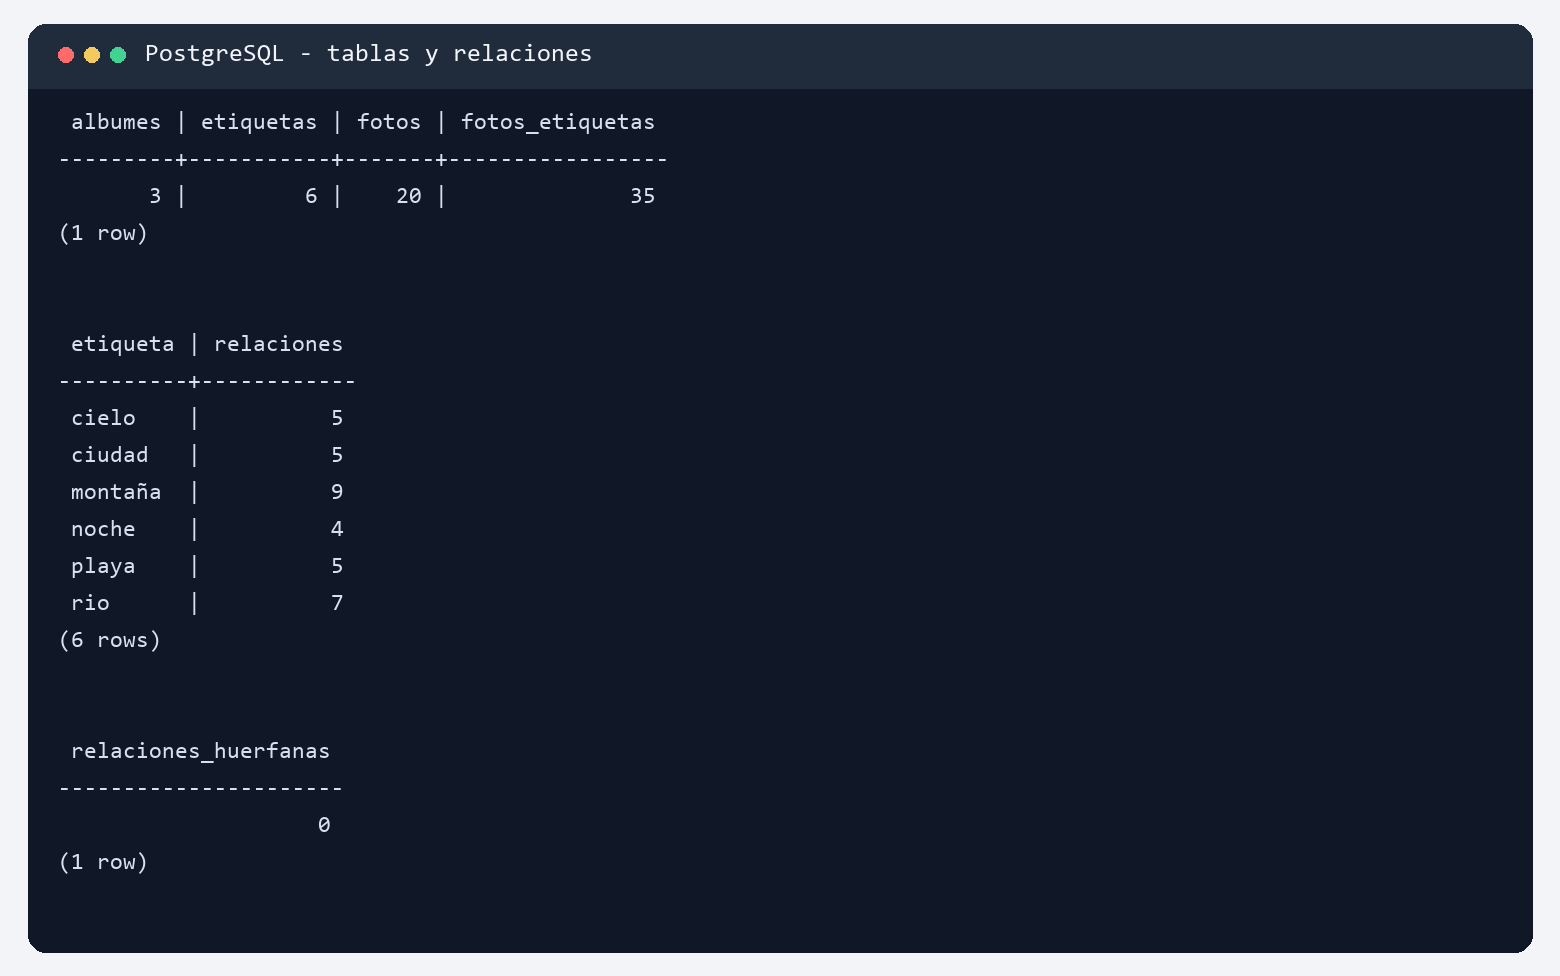 PostgreSQL - tablas y relaciones
 albumes | etiquetas | fotos | fotos_etiquetas
---------+-----------+-------+-----------------
       3 |         6 |    20 |              35
(1 row)
 etiqueta | relaciones
----------+------------
 cielo    |          5
 ciudad   |          5
 montaña  |          9
 noche    |          4
 playa    |          5
 rio      |          7
(6 rows)
 relaciones_huerfanas
----------------------
                    0
(1 row)